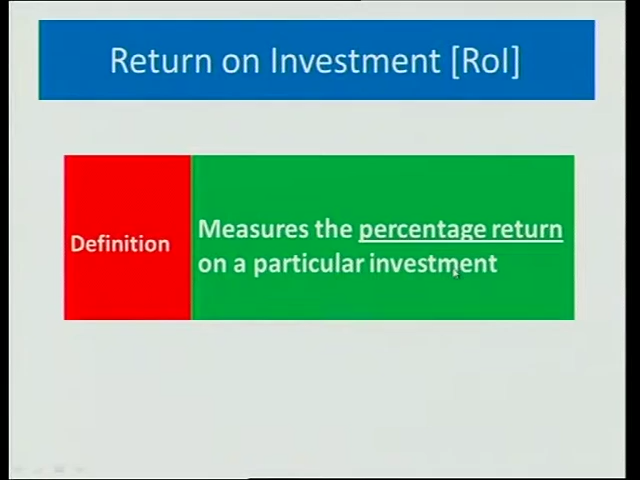 Return on Investment [RoI]
Definition
Measures the percentage return
on a particular investment